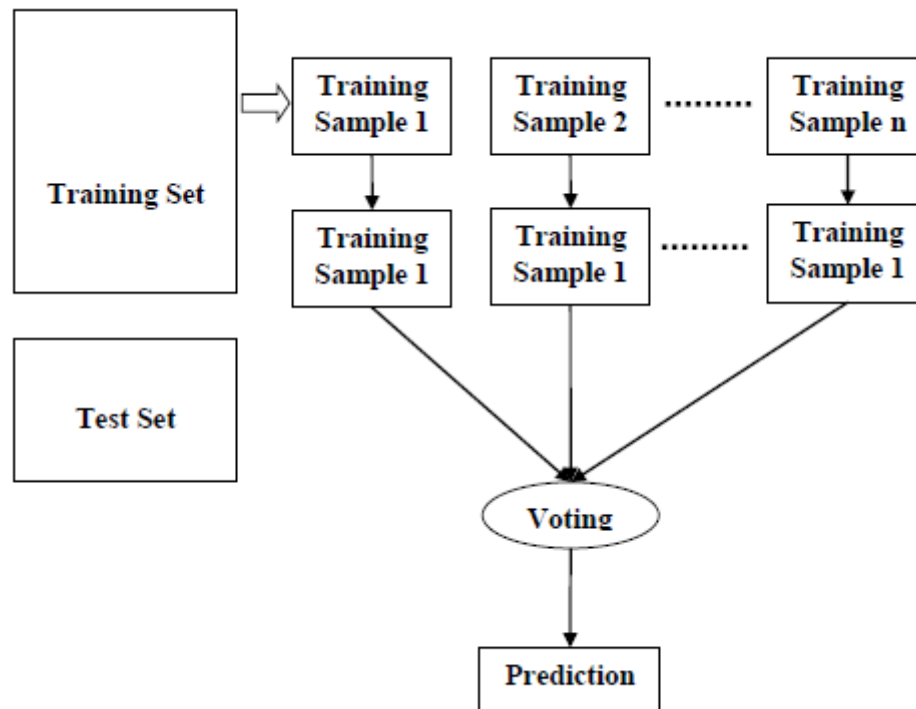 Training
Sample 1
Training
Sample 2
.........
Training
Sample n
Training Set
Training
Sample 1
Training
Sample 1
.........
Training
Sample 1
Test Set
Voting
Prediction